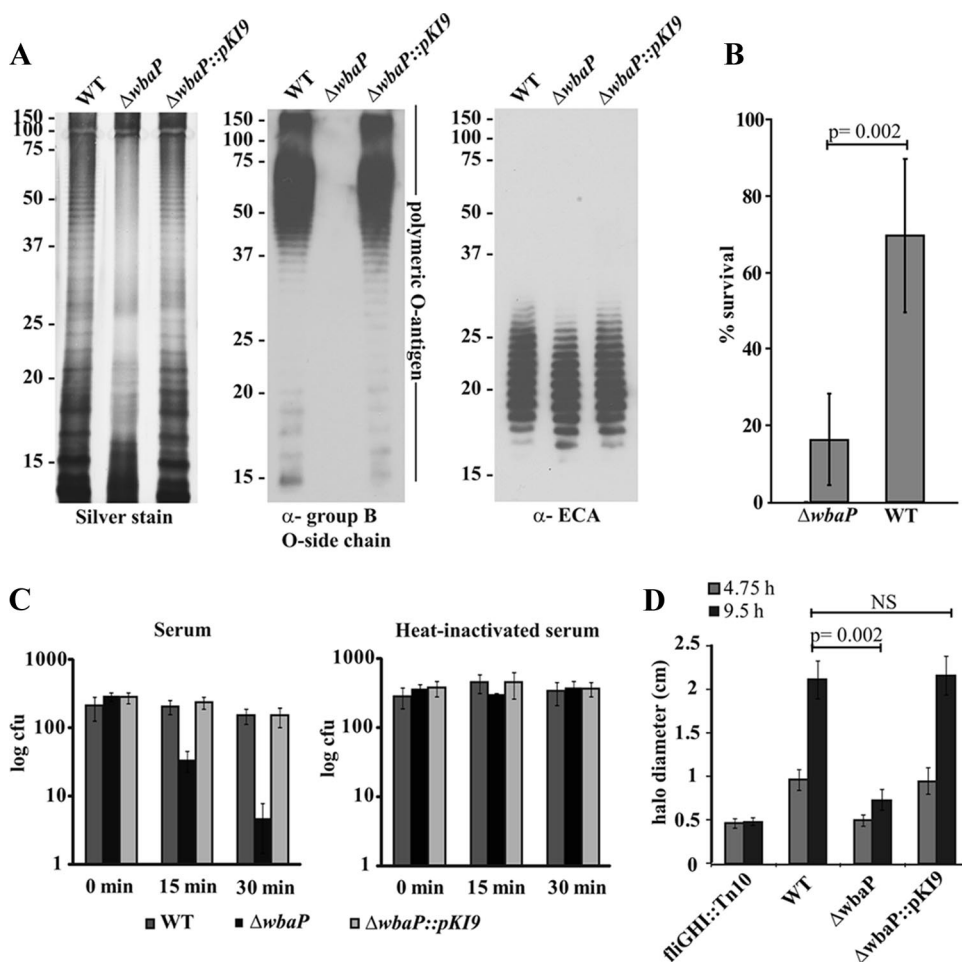 A
WT
ΔwbaP
ΔwbaP::pKI9
150
100
75
50
37
25
20
15
Silver stain
WT
ΔwbaP
ΔwbaP::pKI9
150
100
75
50
37
25
20
15
polymeric O-antigen
α- group B
O-side chain
WT
ΔwbaP
ΔwbaP::pKI9
150
100
75
50
37
25
20
15
α- ECA
B
100
80
60
40
20
0
% survival
p= 0.002
ΔwbaP
WT
C
Serum
1000
100
10
1
log cfu
0 min
15 min
30 min
Heat-inactivated serum
1000
100
10
1
log cfu
0 min
15 min
30 min
WT
ΔwbaP
ΔwbaP::pKI9
D
4.75 h
9.5 h
NS
p= 0.002
2.5
2
1.5
1
0.5
0
halo diameter (cm)
fliGHI::Tn10
WT
ΔwbaP
ΔwbaP::pKI9